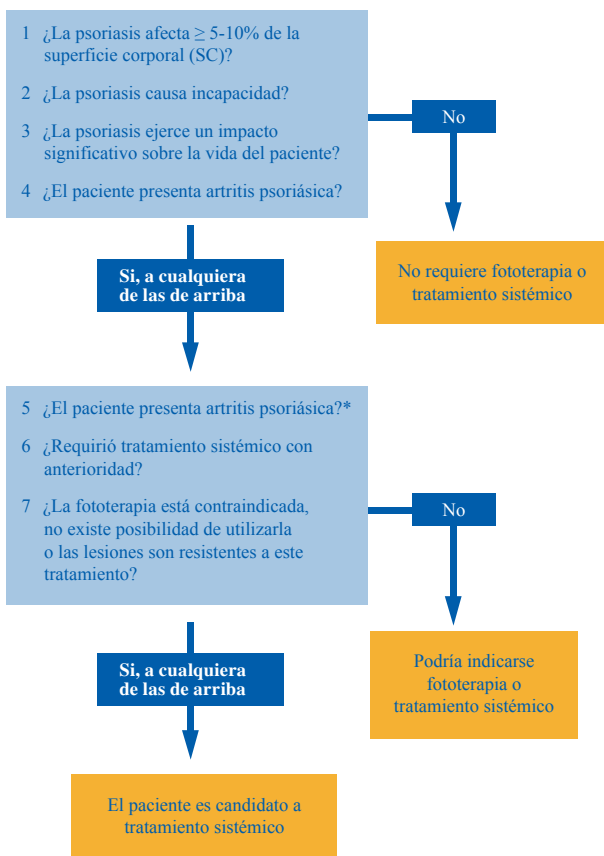 1 ¿La psoriasis afecta ≥ 5-10% de la
superficie corporal (SC)?
2 ¿La psoriasis causa incapacidad?
3 ¿La psoriasis ejerce un impacto
significativo sobre la vida del paciente?
4 ¿El paciente presenta artritis psoriásica?
No
No requiere fototerapia o
tratamiento sistémico
Si, a cualquiera
de las de arriba
5 ¿El paciente presenta artritis psoriásica?*
6 ¿Requirió tratamiento sistémico con
anterioridad?
7 ¿La fototerapia está contraindicada,
no existe posibilidad de utilizarla
o las lesiones son resistentes a este
tratamiento?
No
Podría indicarse
fototerapia o
tratamiento sistémico
Si, a cualquiera
de las de arriba
El paciente es candidato a
tratamiento sistémico